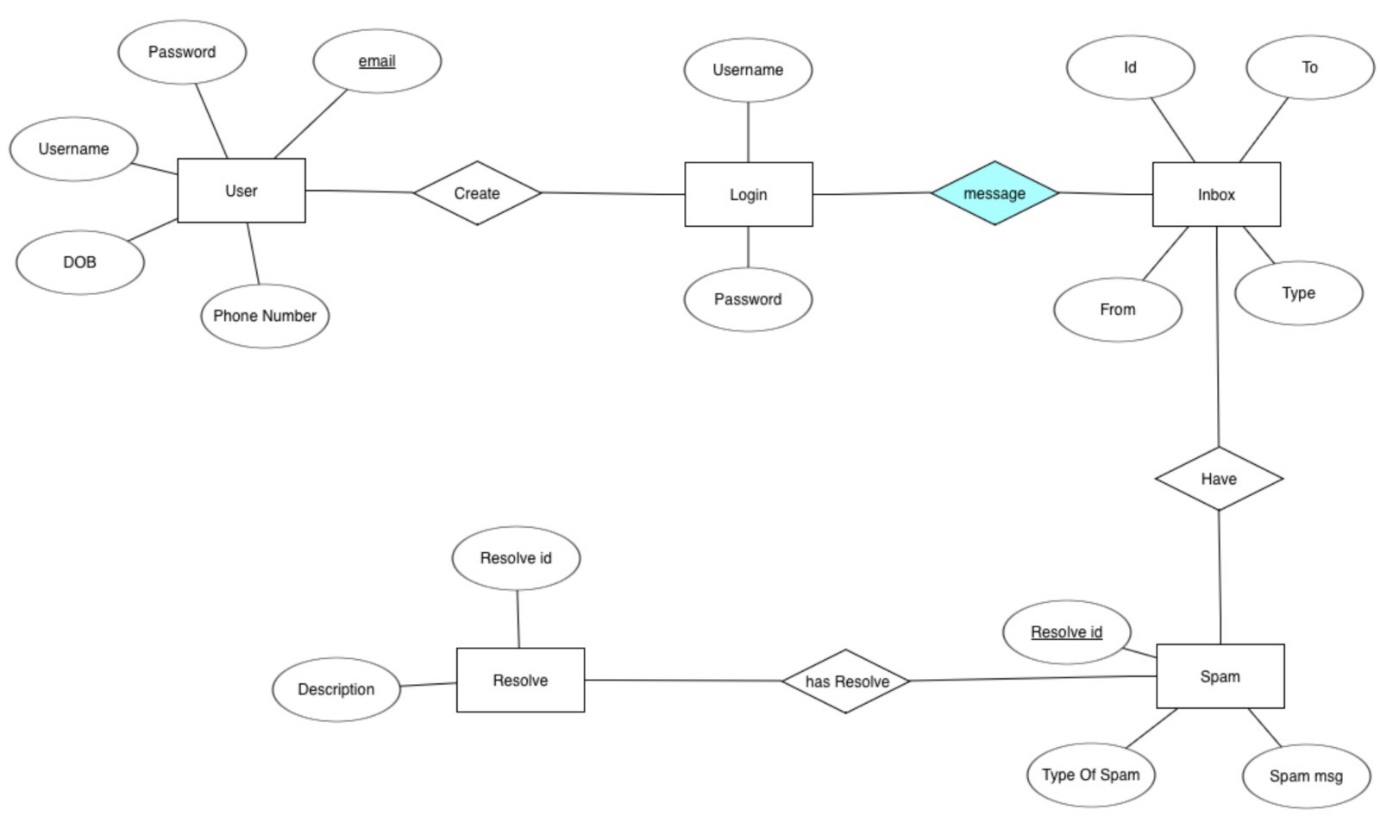 Password
email
Username
User
DOB
Phone Number
Create
Username
Login
Password
message
Id
To
Inbox
From
Type
Have
Resolve id
Resolve
Description
has Resolve
Resolve id
Spam
Type Of Spam
Spam msg